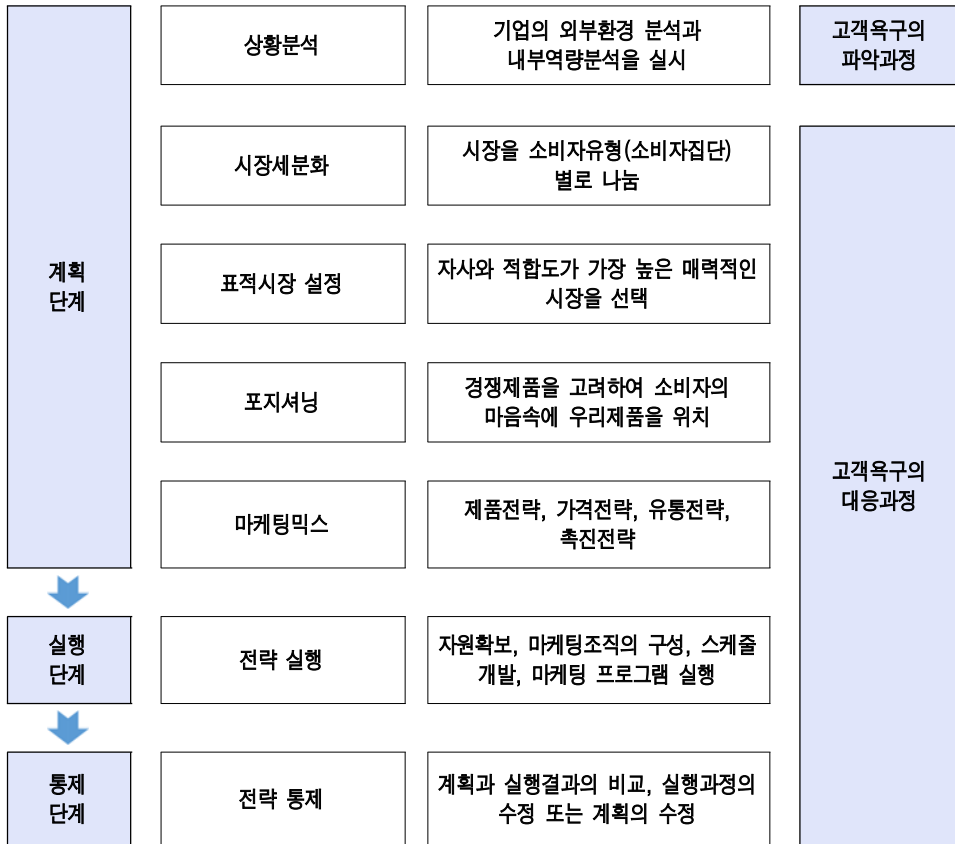 상황분석
기업의 외부환경 분석과
내부역량분석을 실시
고객욕구의
파악과정
시장세분화
시장을 소비자유형(소비자집단)
별로 나눔
계획
단계
표적시장 설정
자사와 적합도가 가장 높은 매력적인
시장을 선택
포지셔닝
경쟁제품을 고려하여 소비자의
마음속에 우리제품을 위치
고객욕구의
대응과정
마케팅믹스
제품전략, 가격전략, 유통전략,
촉진전략
실행
단계
전략 실행
자원확보, 마케팅조직의 구성, 스케줄
개발, 마케팅 프로그램 실행
통제
단계
전략 통제
계획과 실행결과의 비교, 실행과정의
수정 또는 계획의 수정